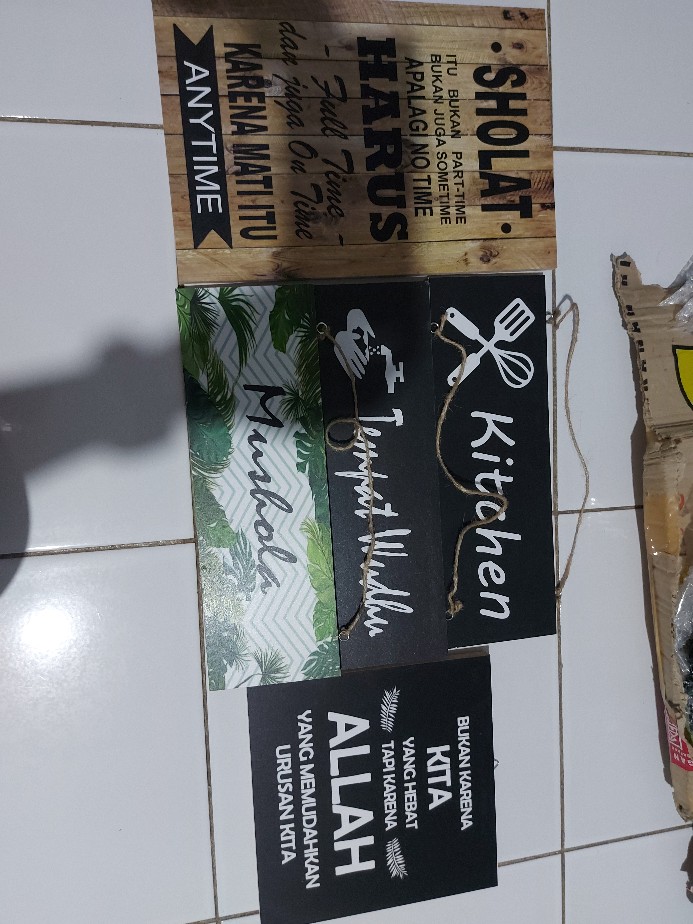 • SHOLAT •
ITU BUKAN PART-TIME
BUKAN JUGA SOMETIME
APALAGI NO TIME
HARUS
- Full Time -
dan juga On Time
KARENA MATI ITU
ANYTIME
Kitchen
Tempat Wudhu
Mushola
BUKAN KARENA
KITA
YANG HEBAT
TAPI KARENA
ALLAH
YANG MEMUDAHKAN
URUSAN KITA